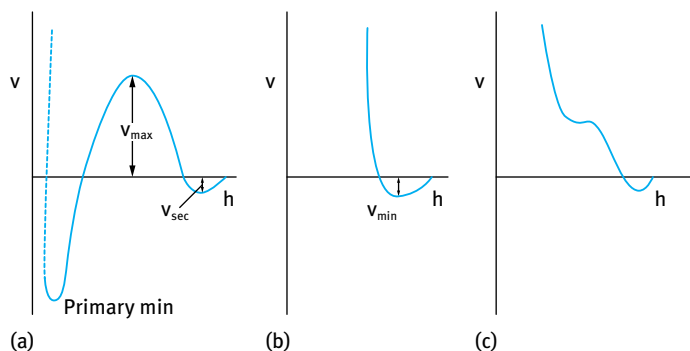 v
v
v
v_max
h
v_sec
h
v_min
h
Primary min
(a)
(b)
(c)